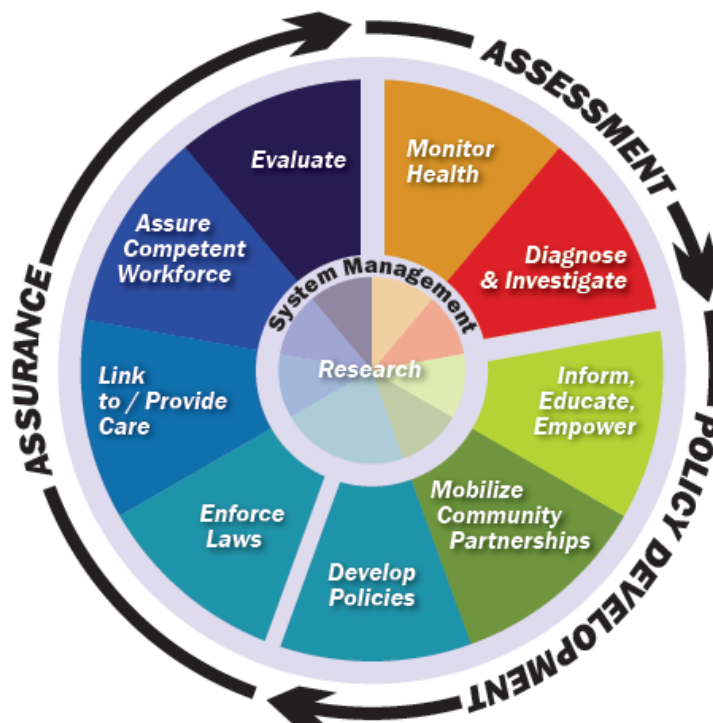 ASSESSMENT
Monitor
Health
Diagnose
& Investigate
POLICY DEVELOPMENT
Inform,
Educate,
Empower
Mobilize
Community
Partnerships
Develop
Policies
ASSURANCE
Enforce
Laws
Link
to / Provide
Care
Assure
Competent
Workforce
Evaluate
System Management
Research